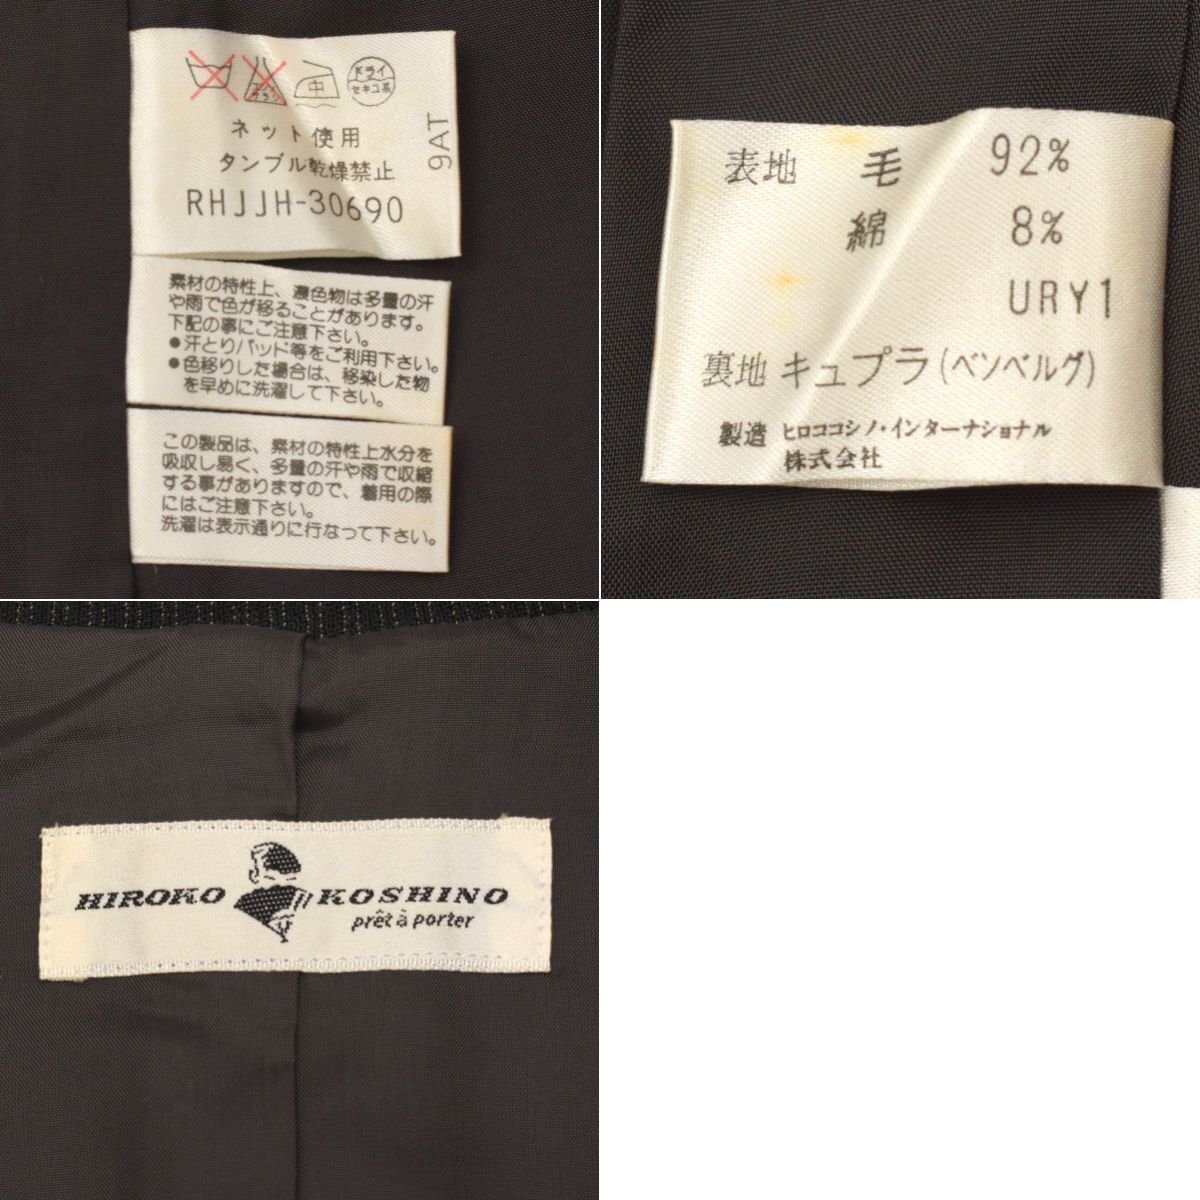 エンソ
サラシ
中
ドライ
セキユ系
ネット使用
タンブル乾燥禁止
RHJJH-30690
9AT
素材の特性上、濃色物は多量の汗
や雨で色が移ることがあります。
下記の事にご注意下さい。
●汗とりパッド等をご利用下さい。
●色移りした場合は、移染した物
を早めに洗濯して下さい。
この製品は、素材の特性上水分を
吸収し易く、多量の汗や雨で収縮
する事がありますので、着用の際
にはご注意下さい。
洗濯は表示通りに行なって下さい。
表地 毛 92%
綿 8%
URY1
裏地 キュプラ(ベンベルグ)
製造 ヒロココシノ・インターナショナル
株式会社
HIROKO KOSHINO
prêt à porter